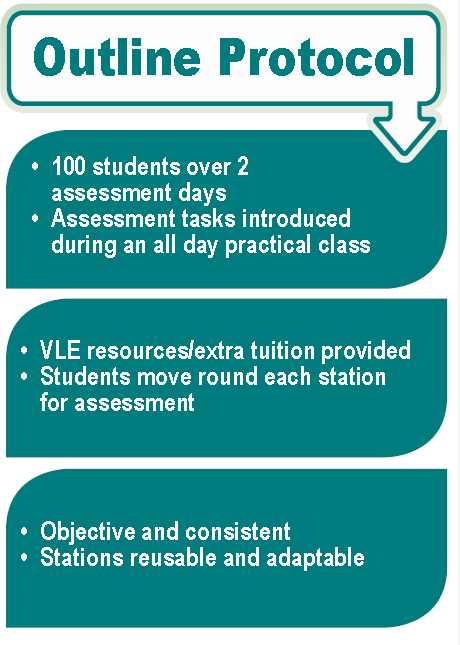 Outline Protocol
• 100 students over 2
assessment days
• Assessment tasks introduced
during an all day practical class
• VLE resources/extra tuition provided
• Students move round each station
for assessment
• Objective and consistent
• Stations reusable and adaptable